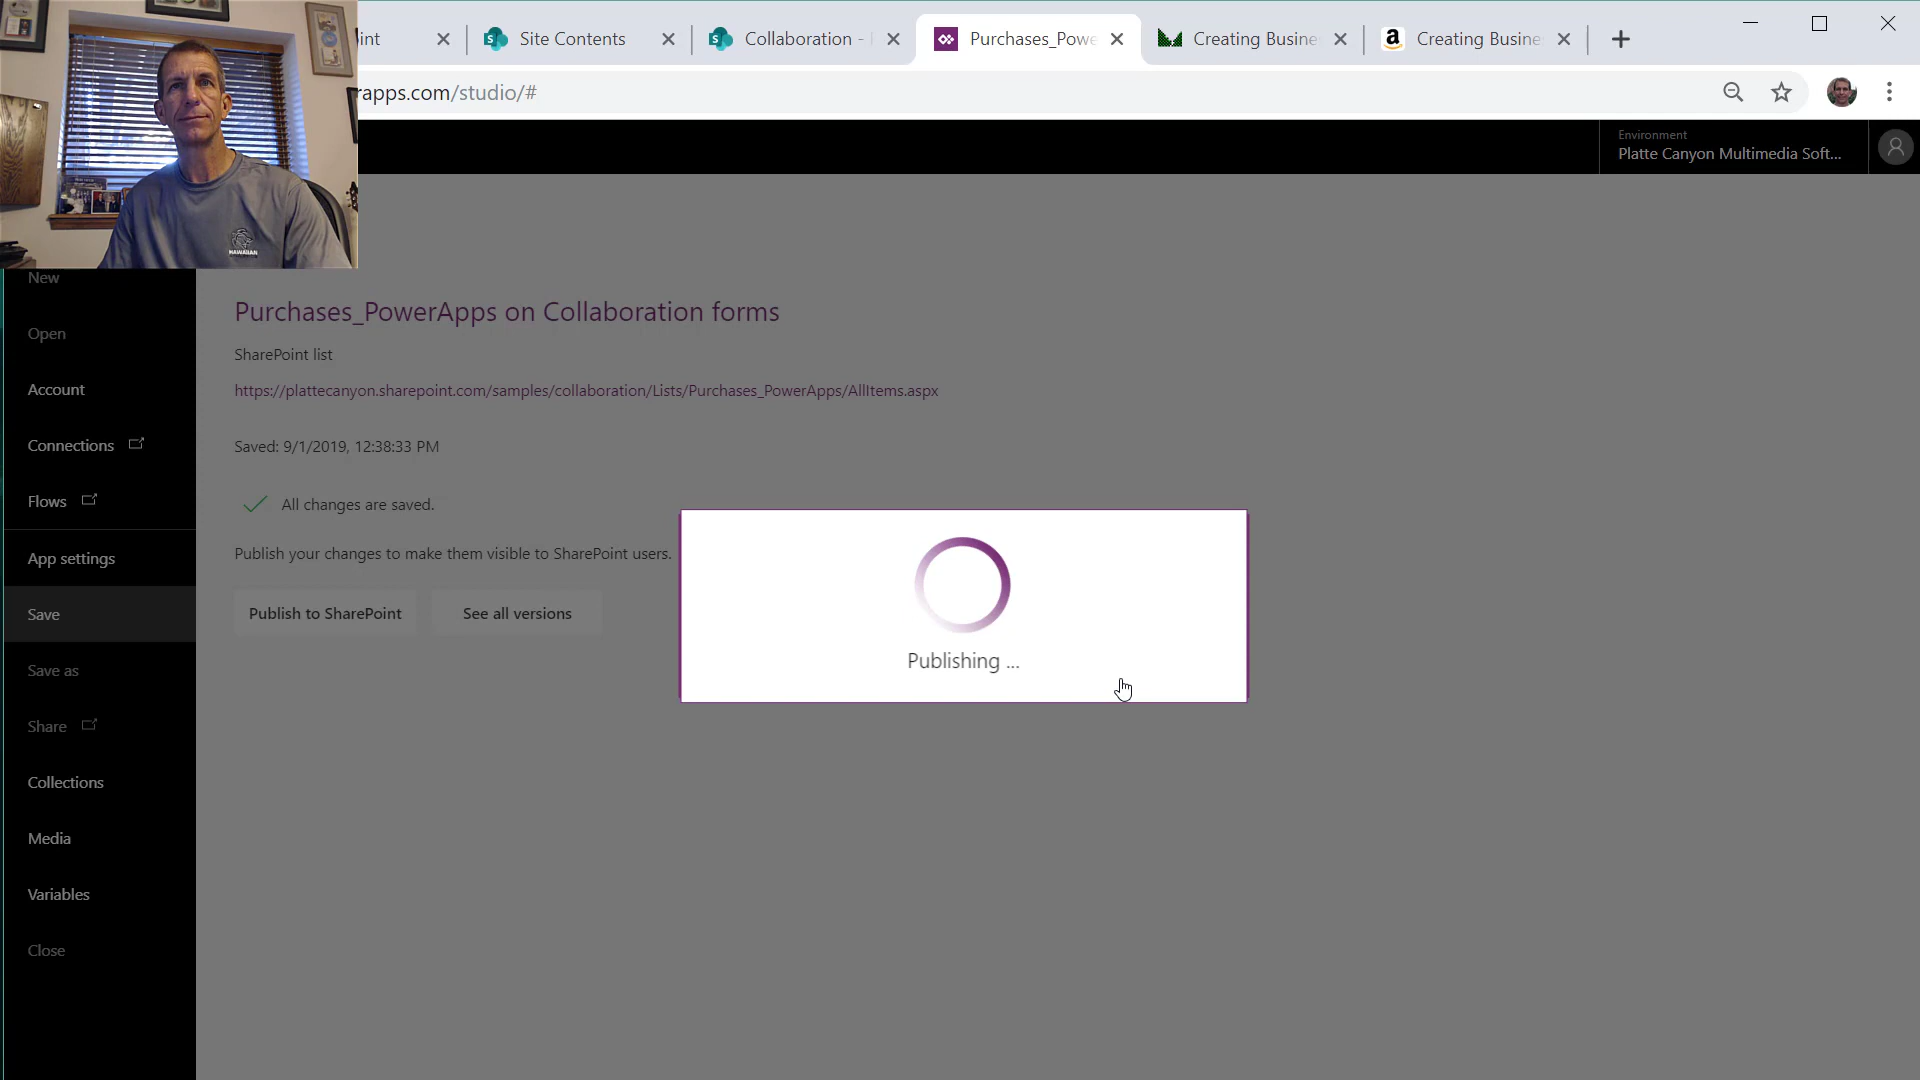 int
Site Contents
Collaboration -
Purchases_Powe
Creating Busine
Creating Busine
rapps.com/studio/#
Environment
Platte Canyon Multimedia Soft...
HAWAIIAN
New
Open
Account
Connections
Flows
App settings
Save
Save as
Share
Collections
Media
Variables
Close
Purchases_PowerApps on Collaboration forms
SharePoint list
https://plattecanyon.sharepoint.com/samples/collaboration/Lists/Purchases_PowerApps/AllItems.aspx
Saved: 9/1/2019, 12:38:33 PM
All changes are saved.
Publish your changes to make them visible to SharePoint users.
Publish to SharePoint
See all versions
Publishing ...